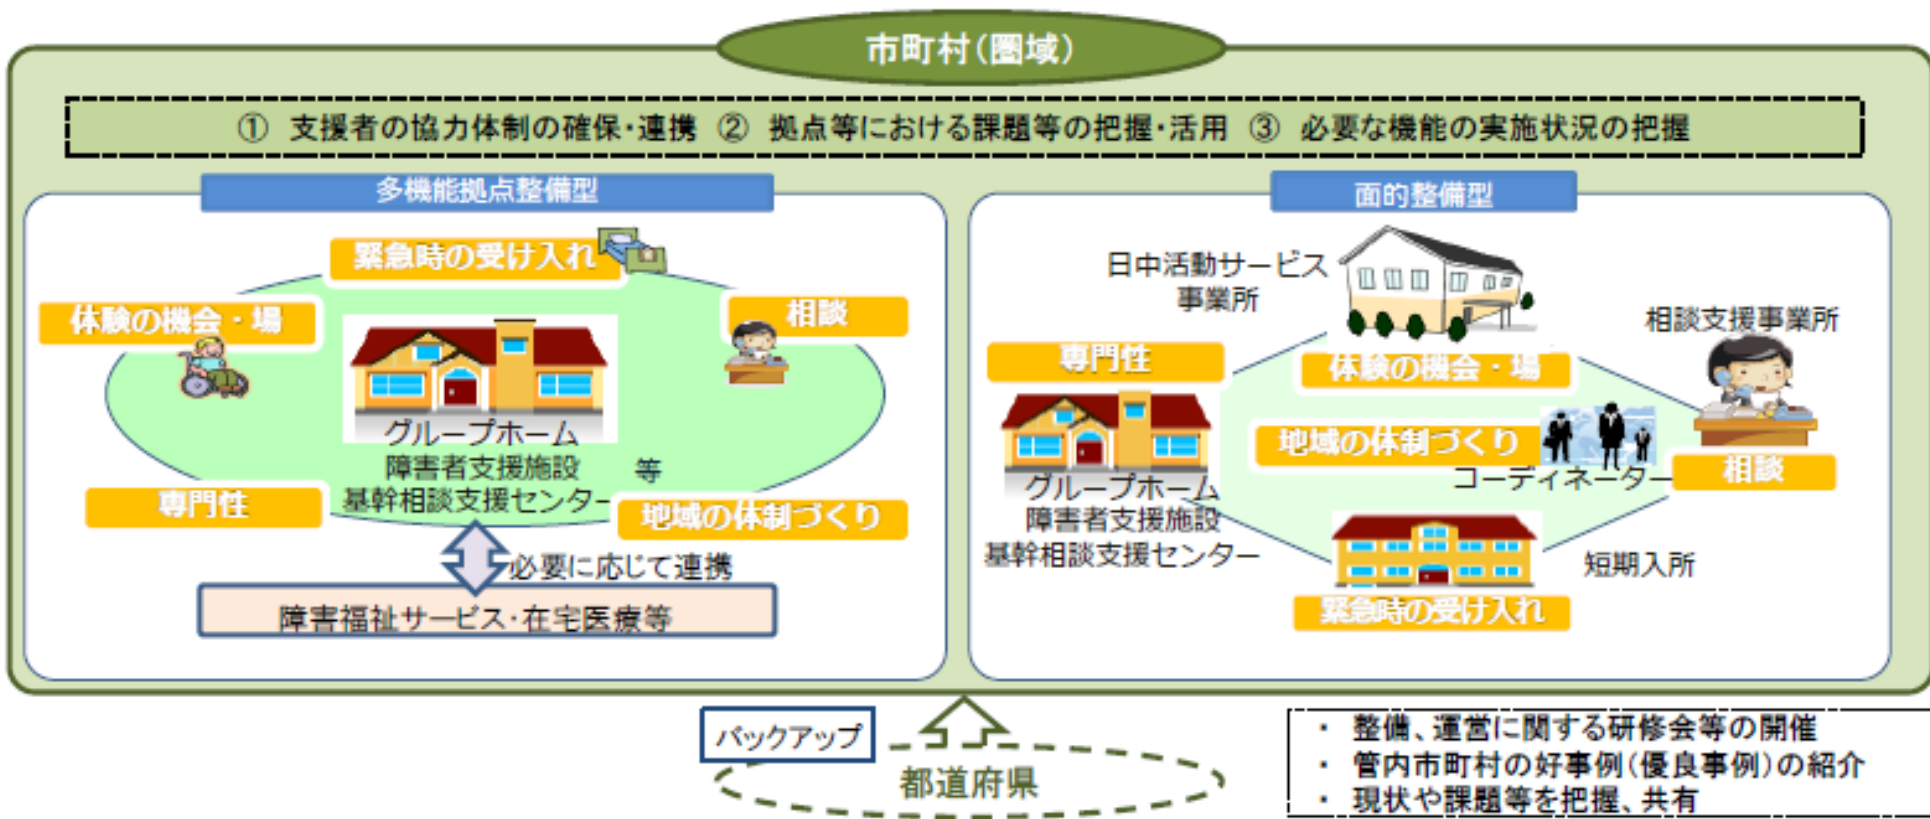 市町村(圏域)
① 支援者の協力体制の確保・連携 ② 拠点等における課題等の把握・活用 ③ 必要な機能の実施状況の把握
多機能拠点整備型
緊急時の受け入れ
体験の機会・場
相談
グループホーム
障害者支援施設 等
基幹相談支援センター
専門性
地域の体制づくり
必要に応じて連携
障害福祉サービス・在宅医療等
面的整備型
日中活動サービス
事業所
相談支援事業所
専門性
体験の機会・場
地域の体制づくり
コーディネーター
相談
グループホーム
障害者支援施設
基幹相談支援センター
短期入所
緊急時の受け入れ
バックアップ
都道府県
・ 整備、運営に関する研修会等の開催
・ 管内市町村の好事例(優良事例)の紹介
・ 現状や課題等を把握、共有